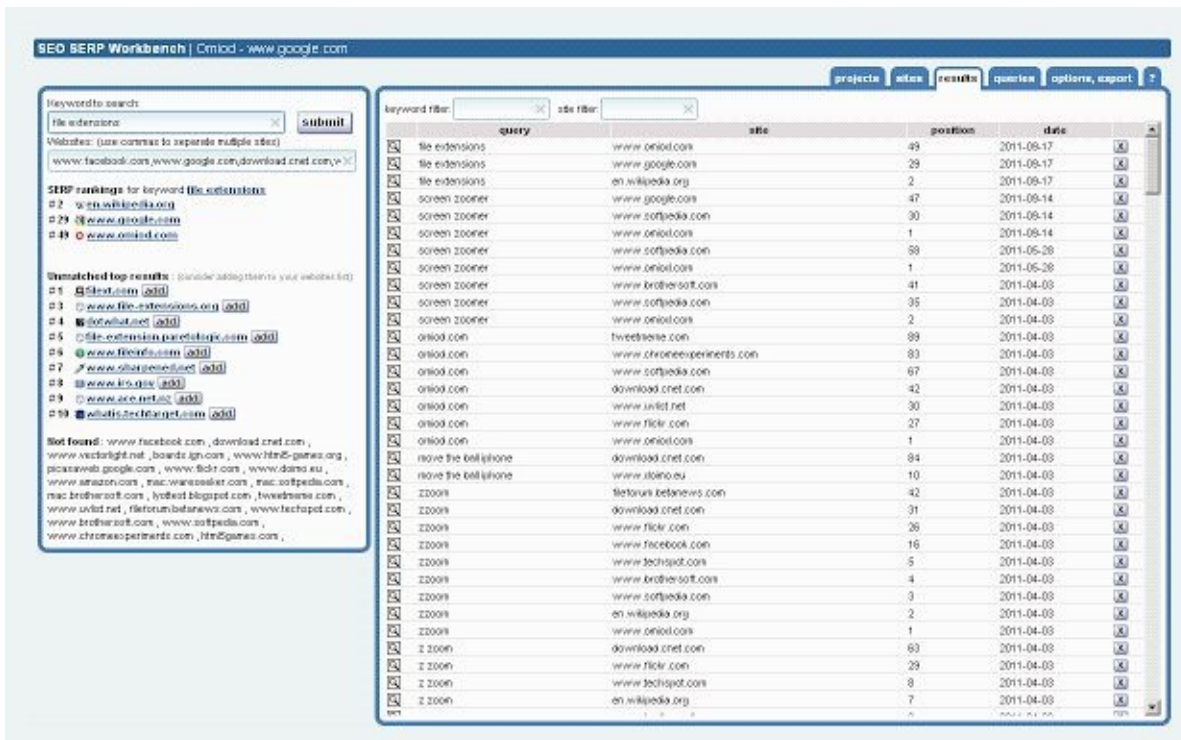 SEO SERP Workbench | Omiod - www.google.com
projects sites results queries options, export ?
Keyword to search:
file extensions submit
Websites: (use commas to seperate multiple sites)
www.facebook.com,www.google.com,download.cnet.com,w
SERP rankings for keyword file extensions
#2 en.wikipedia.org
#29 www.google.com
#49 www.omiod.com
Unmatched top results : (consider adding them to your websites list)
#1 filext.com add
#3 www.file-extensions.org add
#4 dotwhat.net add
#5 file-extension.paretologic.com add
#6 www.fileinfo.com add
#7 www.sharpened.net add
#8 www.irs.gov add
#9 www.ace.net.nz add
#10 whatis.techtarget.com add
Not found : www.facebook.com , download.cnet.com ,
www.vectorlight.net , boards.ign.com , www.html5-games.org ,
picasaweb.google.com , www.flickr.com , www.doimo.eu ,
www.amazon.com , mac.wareseeker.com , mac.softpedia.com ,
mac.brothersoft.com , lyottest.blogspot.com , tweetmeme.com ,
www.uvlist.net , fileforum.betanews.com , www.techspot.com ,
www.brothersoft.com , www.softpedia.com ,
www.chromeexperiments.com , html5games.com ,
keyword filter: site filter:
query site position date
file extensions www.omiod.com 49 2011-09-17
file extensions www.google.com 29 2011-09-17
file extensions en.wikipedia.org 2 2011-09-17
screen zoomer www.google.com 47 2011-09-14
screen zoomer www.softpedia.com 30 2011-09-14
screen zoomer www.omiod.com 1 2011-09-14
screen zoomer www.softpedia.com 59 2011-05-28
screen zoomer www.omiod.com 1 2011-05-28
screen zoomer www.brothersoft.com 41 2011-04-03
screen zoomer www.softpedia.com 35 2011-04-03
screen zoomer www.omiod.com 2 2011-04-03
omiod.com tweetmeme.com 89 2011-04-03
omiod.com www.chromeexperiments.com 83 2011-04-03
omiod.com www.softpedia.com 67 2011-04-03
omiod.com download.cnet.com 42 2011-04-03
omiod.com www.uvlist.net 30 2011-04-03
omiod.com www.flickr.com 27 2011-04-03
omiod.com www.omiod.com 1 2011-04-03
move the ball iphone download.cnet.com 84 2011-04-03
move the ball iphone www.doimo.eu 10 2011-04-03
zzoom fileforum.betanews.com 42 2011-04-03
zzoom download.cnet.com 31 2011-04-03
zzoom www.flickr.com 26 2011-04-03
zzoom www.facebook.com 16 2011-04-03
zzoom www.techspot.com 5 2011-04-03
zzoom www.brothersoft.com 4 2011-04-03
zzoom www.softpedia.com 3 2011-04-03
zzoom en.wikipedia.org 2 2011-04-03
zzoom www.omiod.com 1 2011-04-03
z zoom download.cnet.com 63 2011-04-03
z zoom www.flickr.com 29 2011-04-03
z zoom www.techspot.com 8 2011-04-03
z zoom en.wikipedia.org 7 2011-04-03